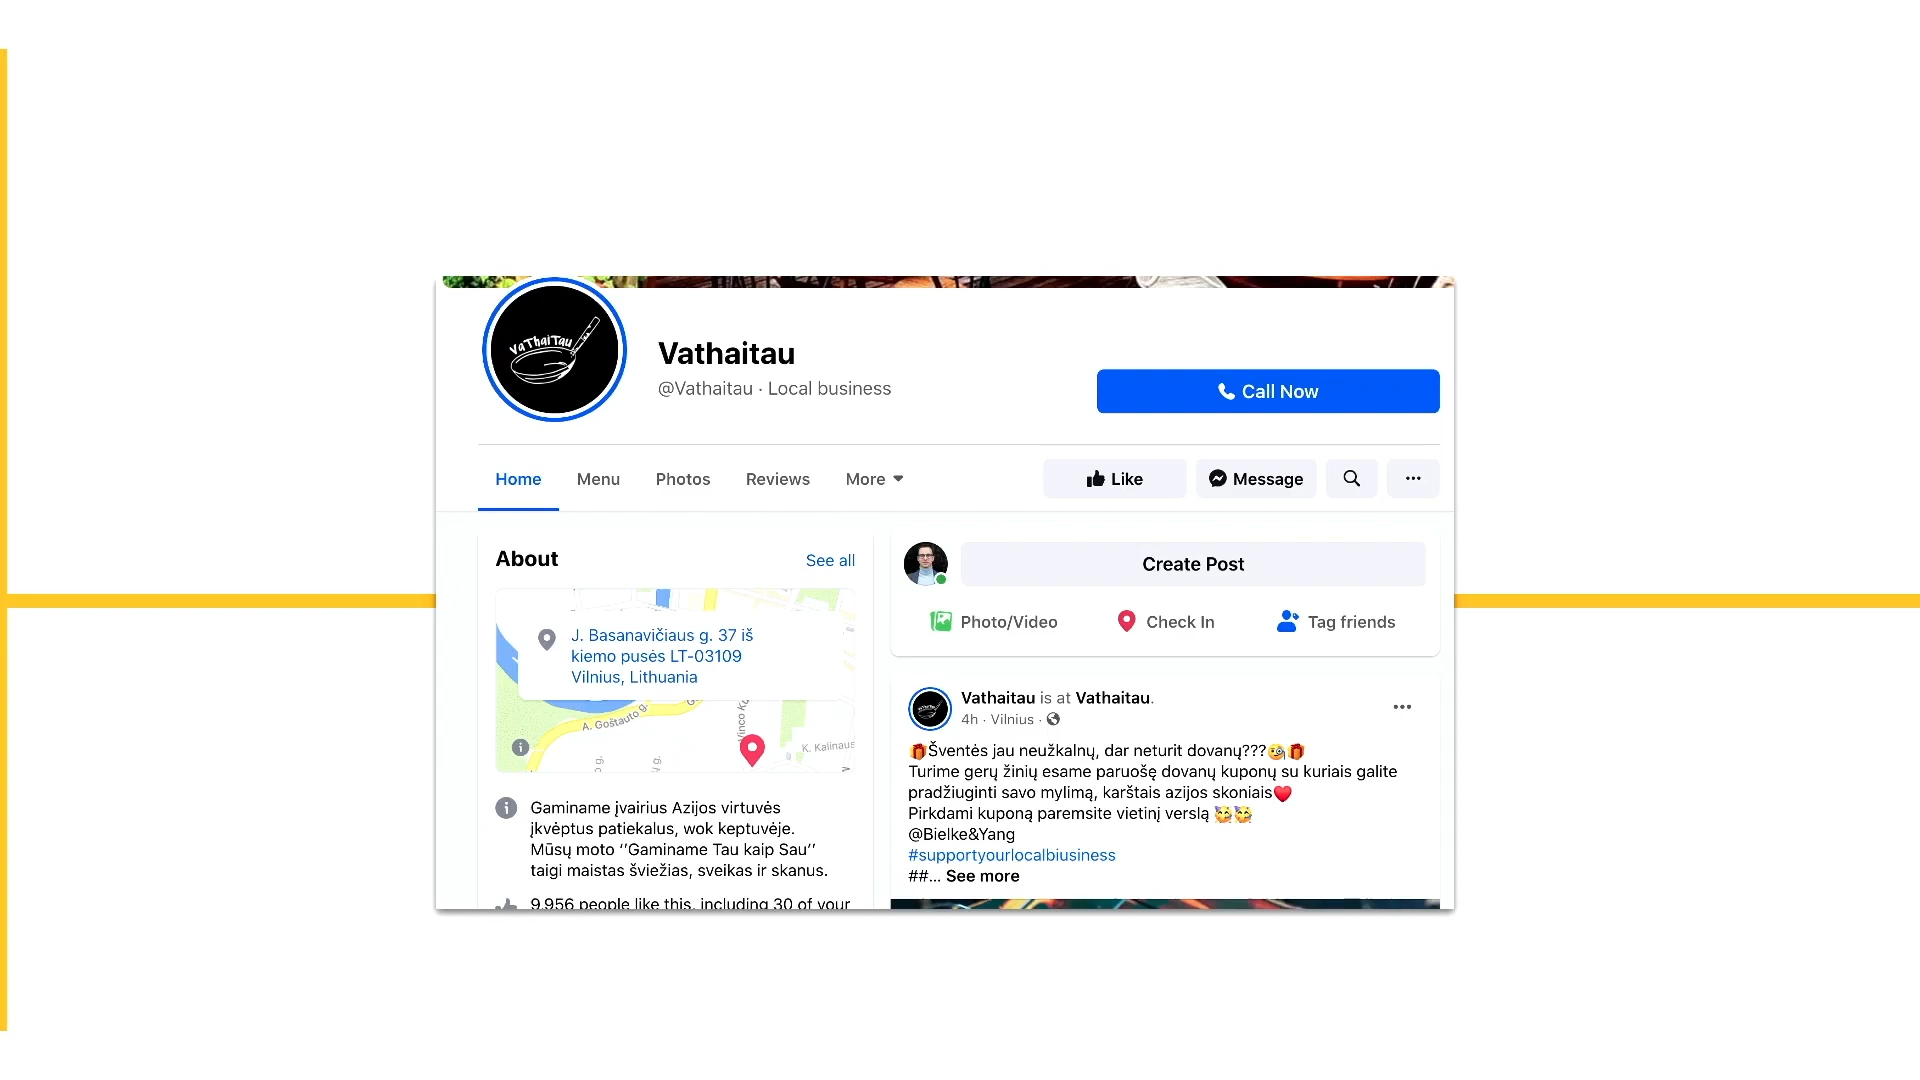 VaThaiTau
Vathaitau
@Vathaitau · Local business
Call Now
Home
Menu
Photos
Reviews
More
Like
Message
About
See all
J. Basanavičiaus g. 37 iš
kiemo pusės LT-03109
Vilnius, Lithuania
A. Goštauto g.
K. Kalinaus
Gaminame įvairius Azijos virtuvės
įkvėptus patiekalus, wok keptuvėje.
Mūsų moto ‘’Gaminame Tau kaip Sau’’
taigi maistas šviežias, sveikas ir skanus.
9,956 people like this, including 30 of your
Create Post
Photo/Video
Check In
Tag friends
Vathaitau is at Vathaitau.
4h · Vilnius ·
🎁Šventės jau neužkalnų, dar neturit dovanų???🧐🎁
Turime gerų žinių esame paruošę dovanų kuponų su kuriais galite
pradžiuginti savo mylimą, karštais azijos skoniais♥️
Pirkdami kuponą paremsite vietinį verslą 🥳🥳
@Bielke&Yang
#supportyourlocalbiusiness
##... See more